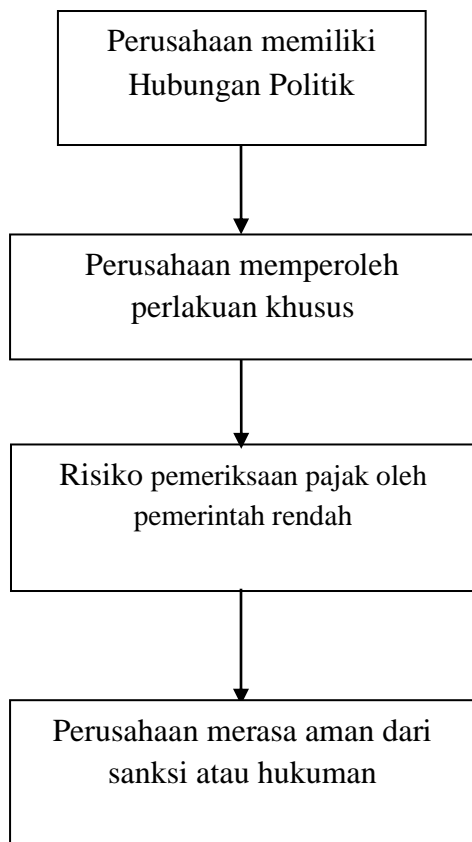 Perusahaan memiliki
Hubungan Politik
Perusahaan memperoleh
perlakuan khusus
Risiko pemeriksaan pajak oleh
pemerintah rendah
Perusahaan merasa aman dari
sanksi atau hukuman